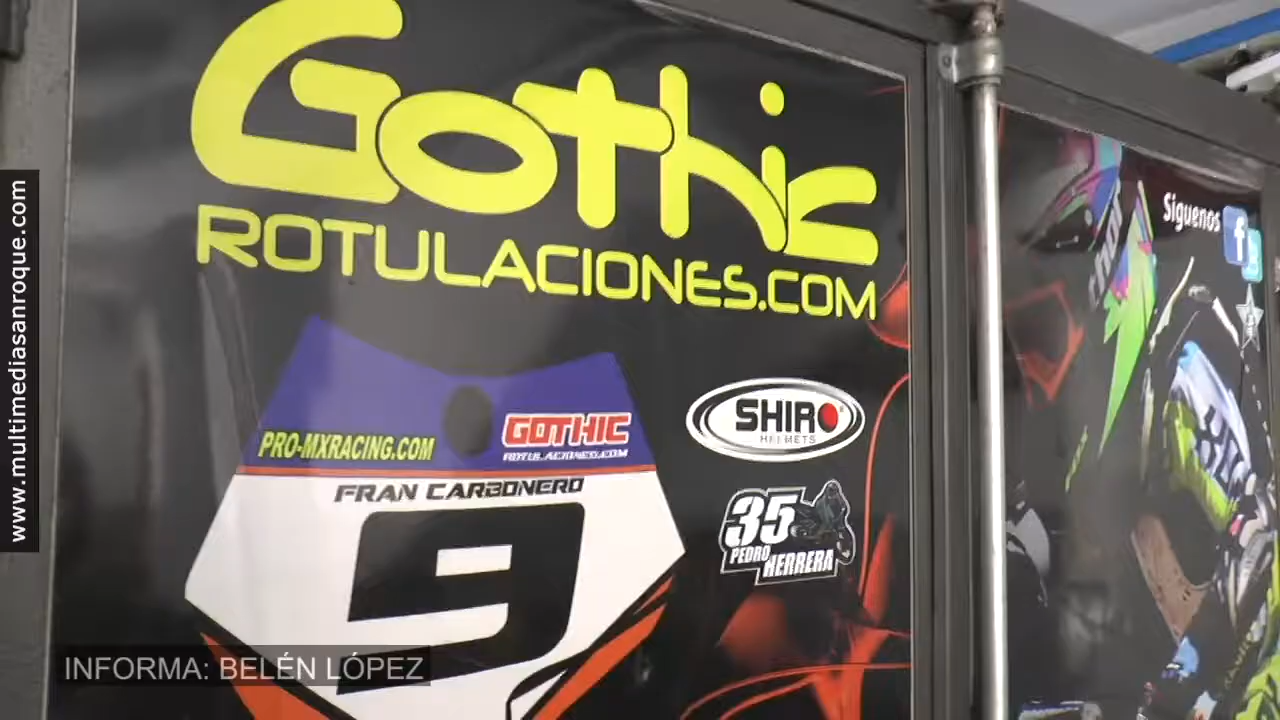 GOTHIC
ROTULACIONES.COM
PRO-MXRACING.COM
GOTHIC
ROTULACIONES.COM
FRAN CARBONERO
9
SHIRO
HELMETS
35
PEDRO
HERRERA
Síguenos
f
www.multimediasanroque.com
INFORMA: BELÉN LÓPEZ